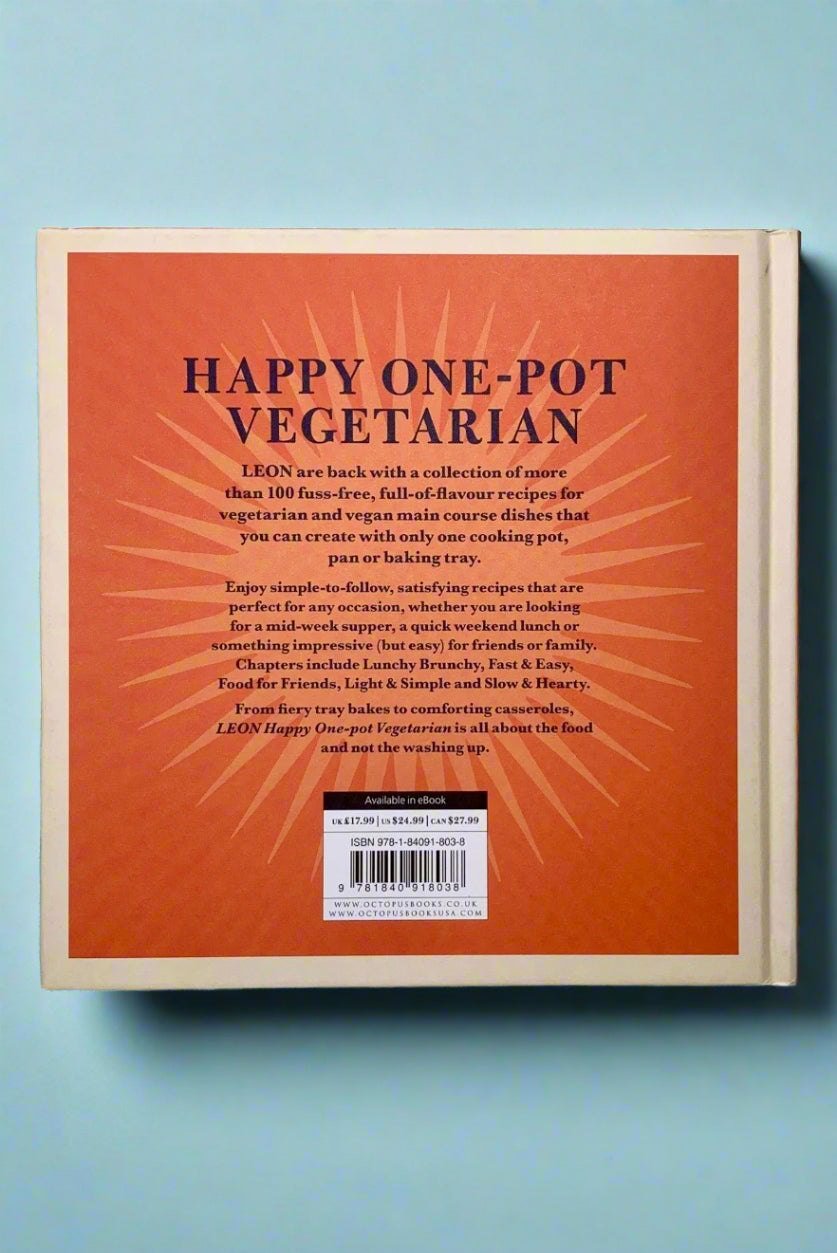 HAPPY ONE-POT
VEGETARIAN
LEON are back with a collection of more
than 100 fuss-free, full-of-flavour recipes for
vegetarian and vegan main course dishes that
you can create with only one cooking pot,
pan or baking tray.
Enjoy simple-to-follow, satisfying recipes that are
perfect for any occasion, whether you are looking
for a mid-week supper, a quick weekend lunch or
something impressive (but easy) for friends or family.
Chapters include Lunchy Brunchy, Fast & Easy,
Food for Friends, Light & Simple and Slow & Hearty.
From fiery tray bakes to comforting casseroles,
LEON Happy One-pot Vegetarian is all about the food
and not the washing up.
Available in eBook
UK £17.99 | US $24.99 | CAN $27.99
ISBN 978-1-84091-803-8
9 781840 918038
WWW.OCTOPUSBOOKS.CO.UK
WWW.OCTOPUSBOOKSUSA.COM